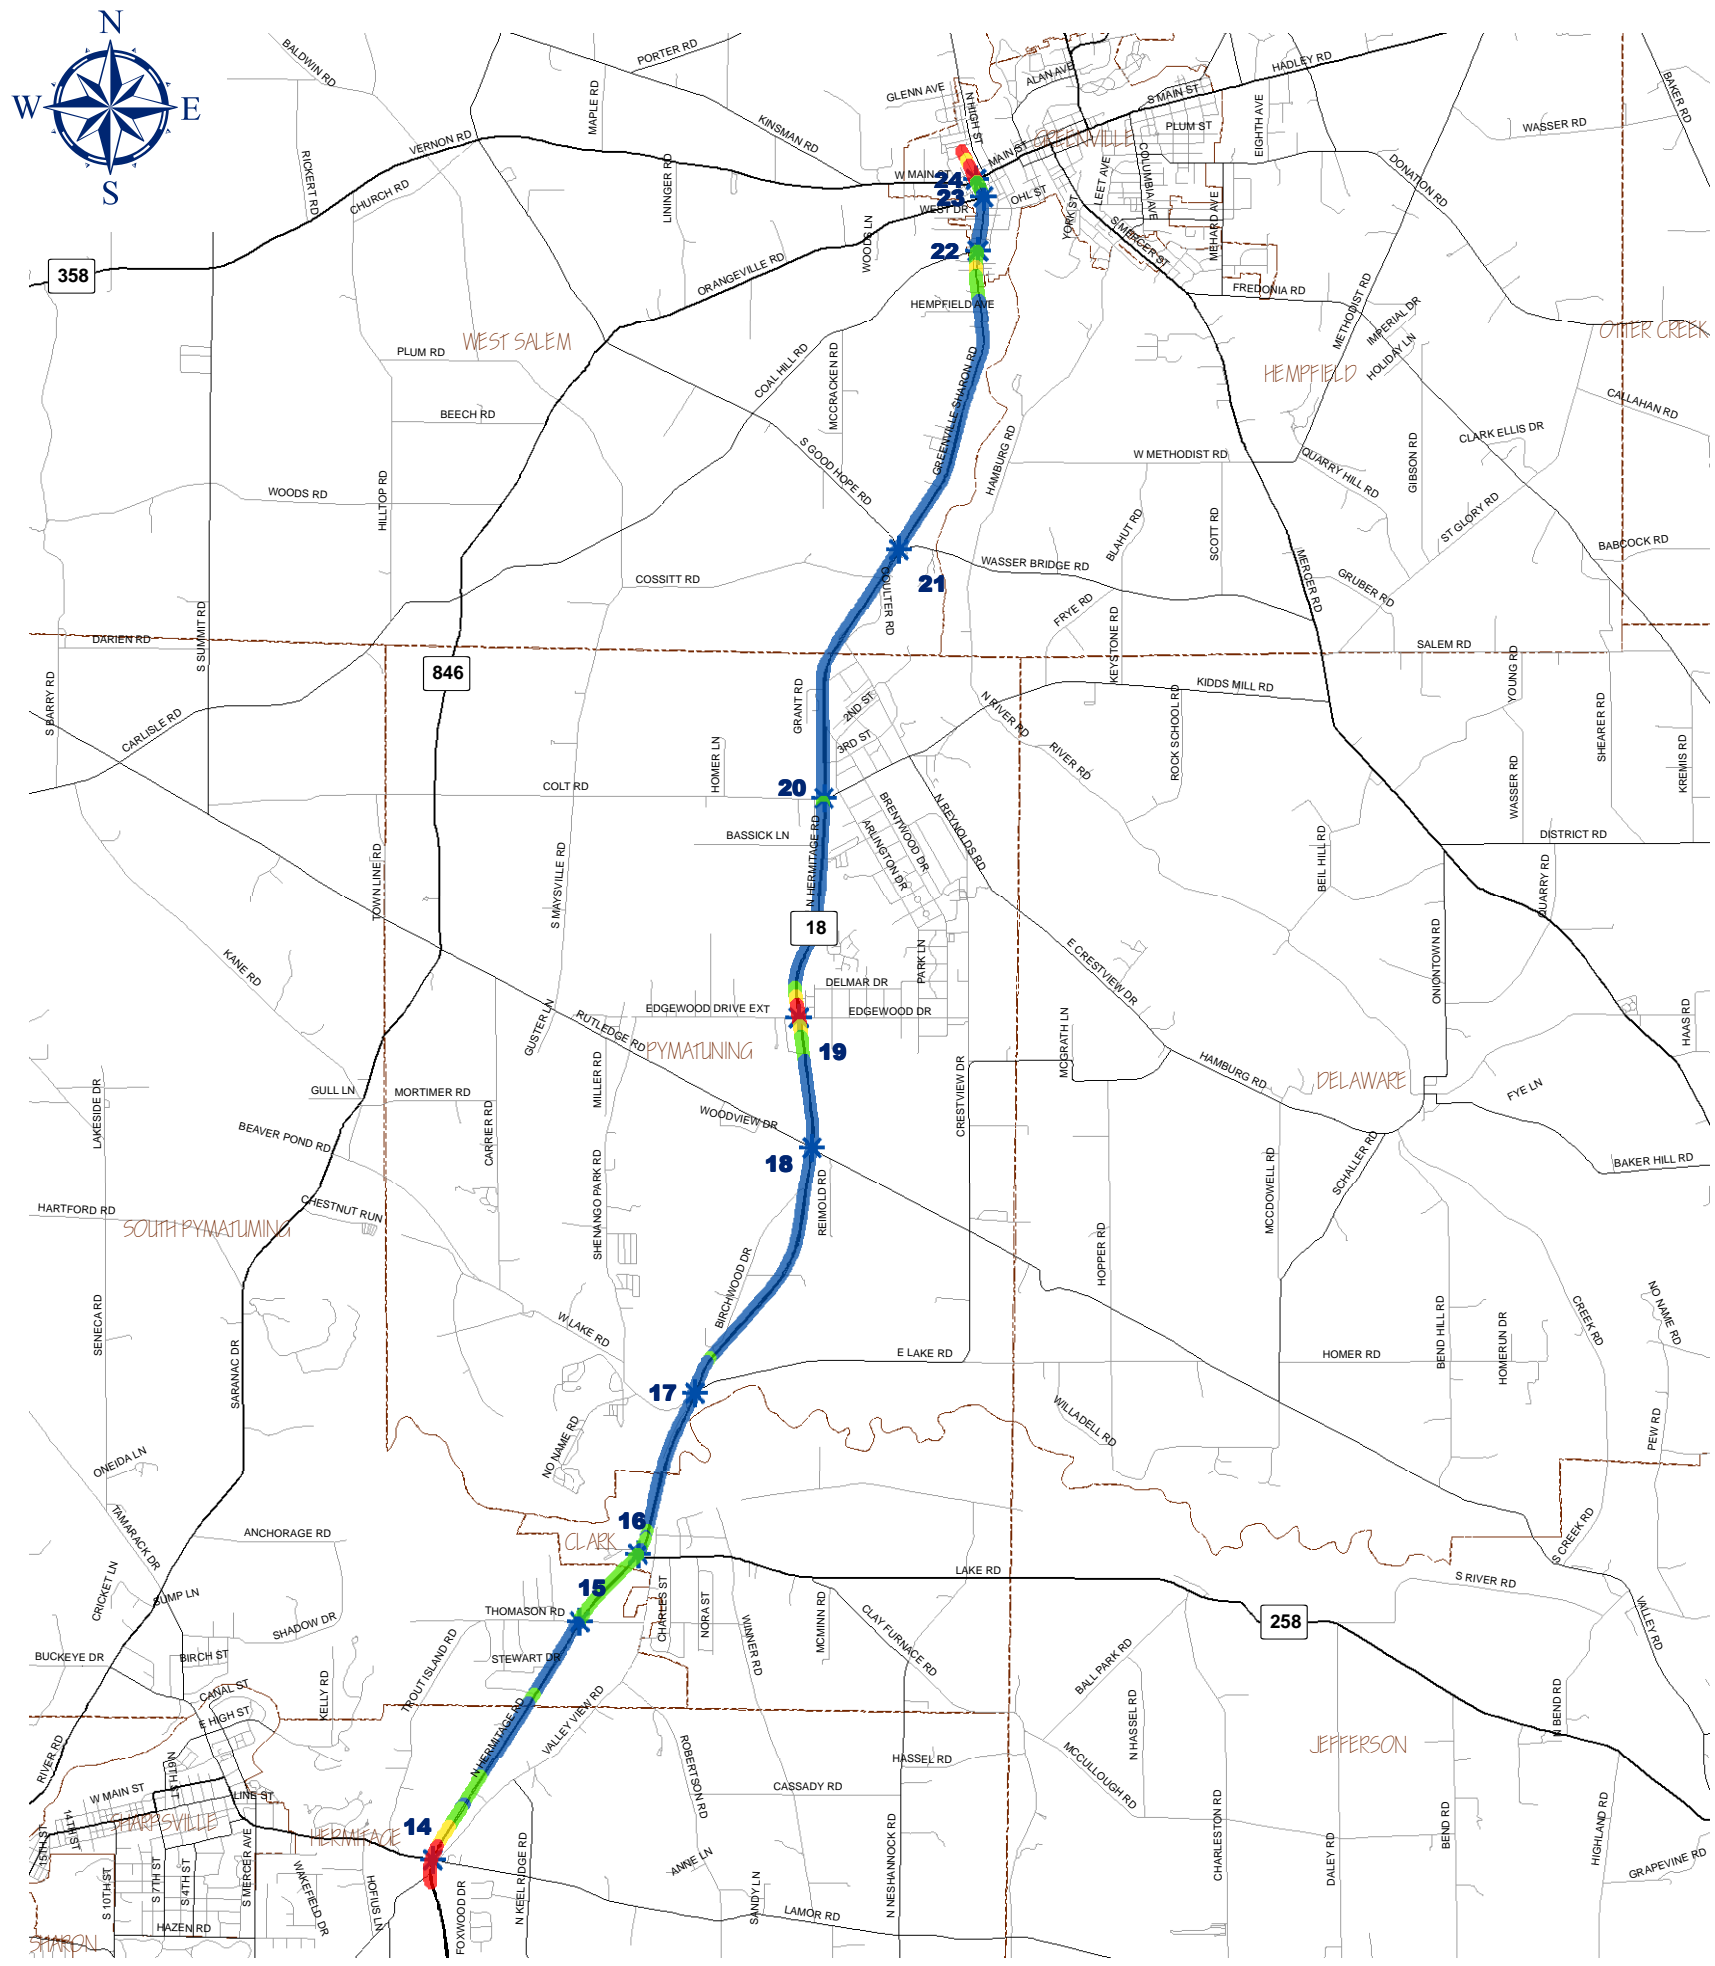 N
W
E
S
BALDWIN RD
PORTER RD
MAPLE RD
GLENN AVE
N HIGH ST
ALAN AVE
HADLEY RD
S MAIN ST
BAKER RD
KINSMAN RD
PLUM ST
EIGHTH AVE
WASSER RD
VERNON RD
GREENVILLE
MAIN ST
COLUMBIA AVE
DONATION RD
RICKERT RD
CHURCH RD
LININGER RD
W MAIN ST
24
23
WEST DR
OHL ST
LEET AVE
YORK ST
MEHARD AVE
S MERCER ST
WOODS LN
22
358
ORANGEVILLE RD
HEMPFIELD AVE
FREDONIA RD
METHODIST RD
IMPERIAL DR
HOLIDAY LN
OTTER CREEK
WEST SALEM
PLUM RD
COAL HILL RD
MCCRACKEN RD
HEMPFIELD
BEECH RD
GREENVILLE SHARON RD
CALLAHAN RD
S GOOD HOPE RD
HAMBURG RD
W METHODIST RD
QUARRY HILL RD
GIBSON RD
CLARK ELLIS DR
WOODS RD
HILLTOP RD
BLAHUT RD
SCOTT RD
ST GLORY RD
BABCOCK RD
COSSITT RD
21
COULTER RD
WASSER BRIDGE RD
MERCER RD
GRUBER RD
FRYE RD
KEYSTONE RD
DARIEN RD
S SUMMIT RD
SALEM RD
846
S BARRY RD
CARLISLE RD
GRANT RD
2ND ST
3RD ST
N RIVER RD
KIDDS MILL RD
YOUNG RD
SHEARER RD
KREMIS RD
HOMER LN
RIVER RD
ROCK SCHOOL RD
COLT RD
20
WASSER RD
BASSICK LN
N HERMITAGE RD
BRENTWOOD DR
ARLINGTON DR
N REYNOLDS RD
DISTRICT RD
TOWN LINE RD
S MAYSVILLE RD
BEIL HILL RD
QUARRY RD
18
KANE RD
PARK LN
E CRESTVIEW DR
ONIONTOWN RD
DELMAR DR
EDGEWOOD DRIVE EXT
EDGEWOOD DR
GUSTER LN
RUTLEDGE RD
PYMATUNING
19
MCGRATH LN
HAAS RD
HAMBURG RD
DELAWARE
FYE LN
LAKESIDE DR
GULL LN
MORTIMER RD
MILLER RD
CRESTVIEW DR
WOODVIEW DR
BEAVER POND RD
CARRIER RD
18
SCHALLER RD
BAKER HILL RD
MCDOWELL RD
HARTFORD RD
SOUTH PYMATUMING
CHESTNUT RUN
SHENANGO PARK RD
REIMOLD RD
HOPPER RD
BIRCHWOOD DR
SENECA RD
SARANAC DR
W LAKE RD
E LAKE RD
HOMER RD
BEND HILL RD
HOMERUN DR
CREEK RD
NO NAME RD
17
WILLADELL RD
NO NAME RD
PEW RD
ONEIDA LN
TAMARACK DR
ANCHORAGE RD
16
CLARK
S CREEK RD
CRICKET LN
SUMP LN
15
LAKE RD
S RIVER RD
SHADOW DR
THOMASON RD
CHARLES ST
NORA ST
WINNER RD
MCMINN RD
CLAY FURNACE RD
258
VALLEY RD
BUCKEYE DR
BIRCH ST
TROUT ISLAND RD
STEWART DR
BALL PARK RD
CANAL ST
KELLY RD
E HIGH ST
N HERMITAGE RD
VALLEY VIEW RD
N HASSEL RD
N BEND RD
RIVER RD
N 6TH ST
ROBERTSON RD
HASSEL RD
MCCULLOUGH RD
JEFFERSON
W MAIN ST
LINE ST
CASSADY RD
14TH ST
15TH ST
SHARPSVILLE
HERMITAGE
14
N KEEL RIDGE RD
N NESHANNOCK RD
CHARLESTON RD
DALEY RD
BEND RD
HIGHLAND RD
GRAPEVINE RD
S 10TH ST
S 7TH ST
S 4TH ST
S MERCER AVE
WAKEFIELD DR
HOFIUS LN
FOXWOOD DR
ANNE LN
SANDY LN
LAMOR RD
HAZEN RD
SHARON